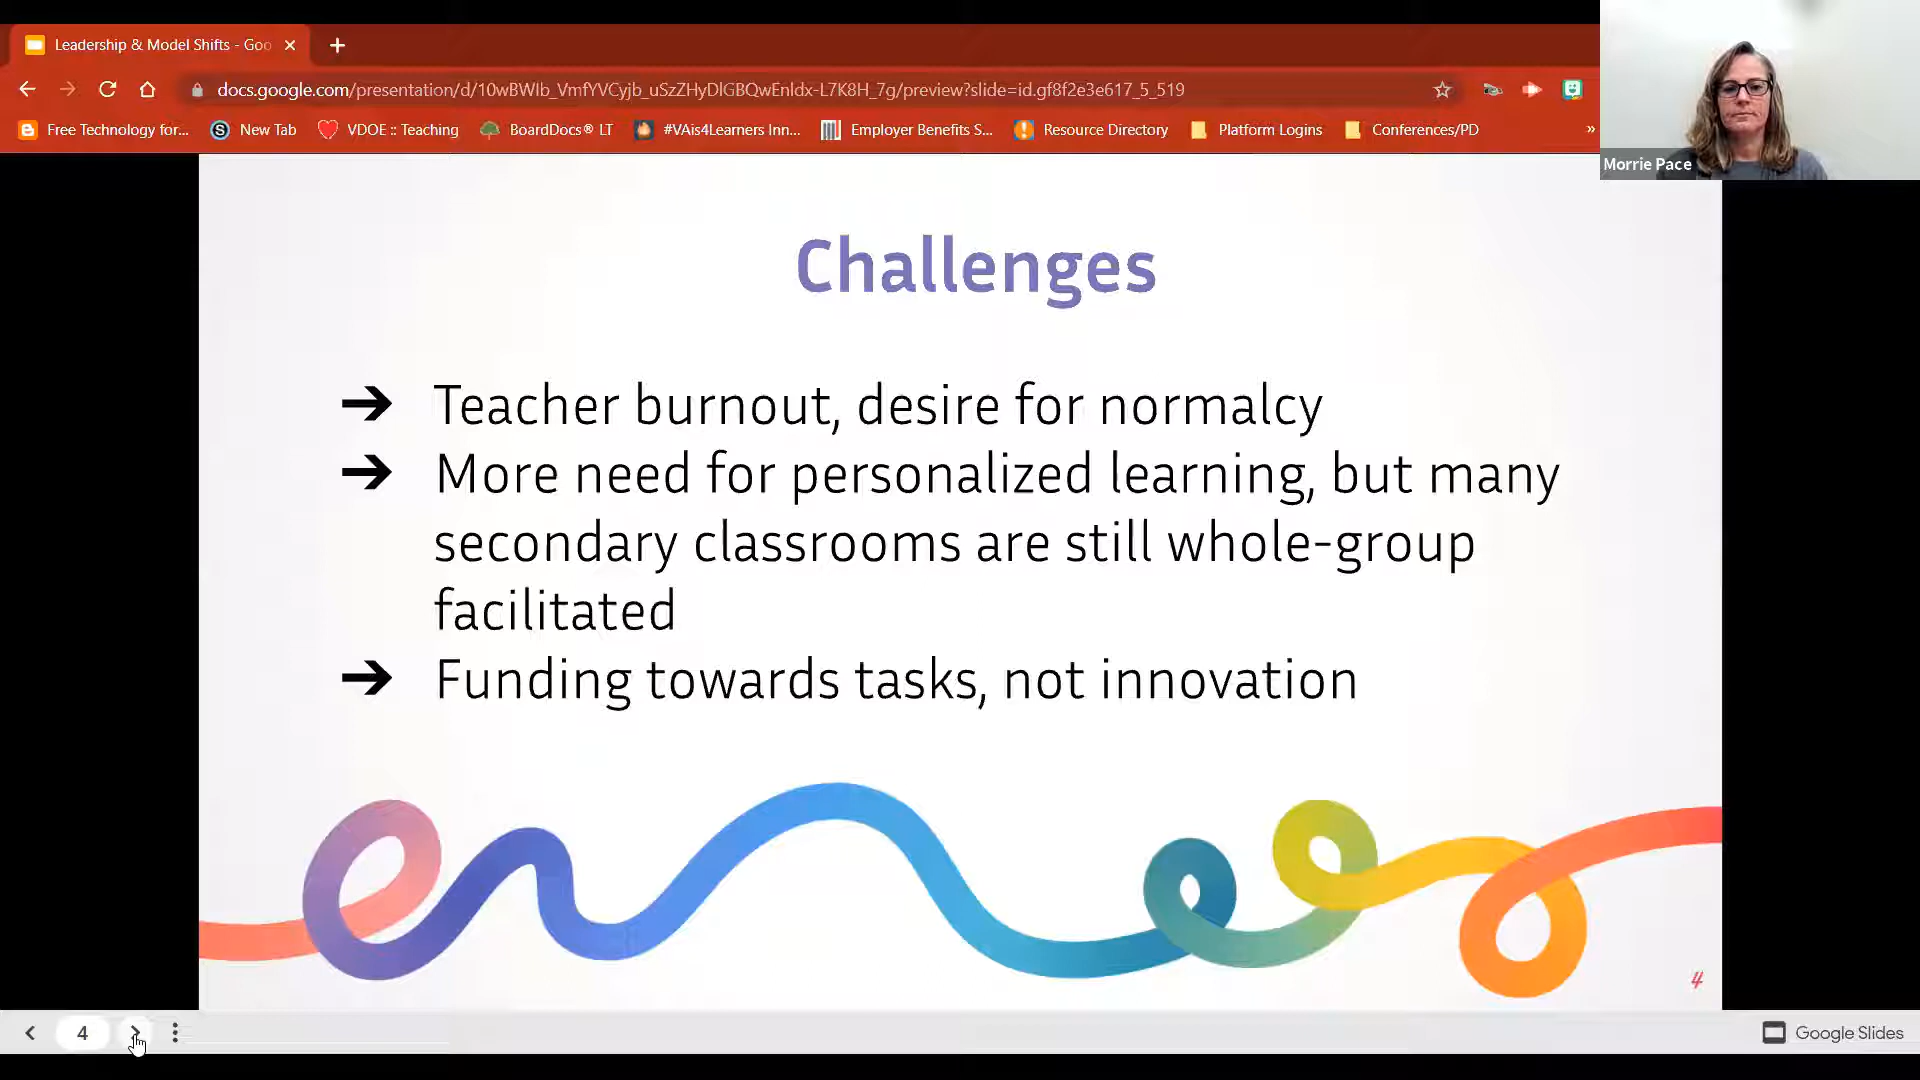 Leadership & Model Shifts - Goo
docs.google.com/presentation/d/10wBWIb_VmfYVCyjb_uSzZHyDlGBQwEnIdx-L7K8H_7g/preview?slide=id.gf8f2e3e617_5_519
Free Technology for... New Tab VDOE :: Teaching BoardDocs® LT #VAis4Learners Inn... Employer Benefits S... Resource Directory Platform Logins Conferences/PD »
Morrie Pace
Challenges
➔ Teacher burnout, desire for normalcy
➔ More need for personalized learning, but many
secondary classrooms are still whole-group
facilitated
➔ Funding towards tasks, not innovation
4
4
Google Slides